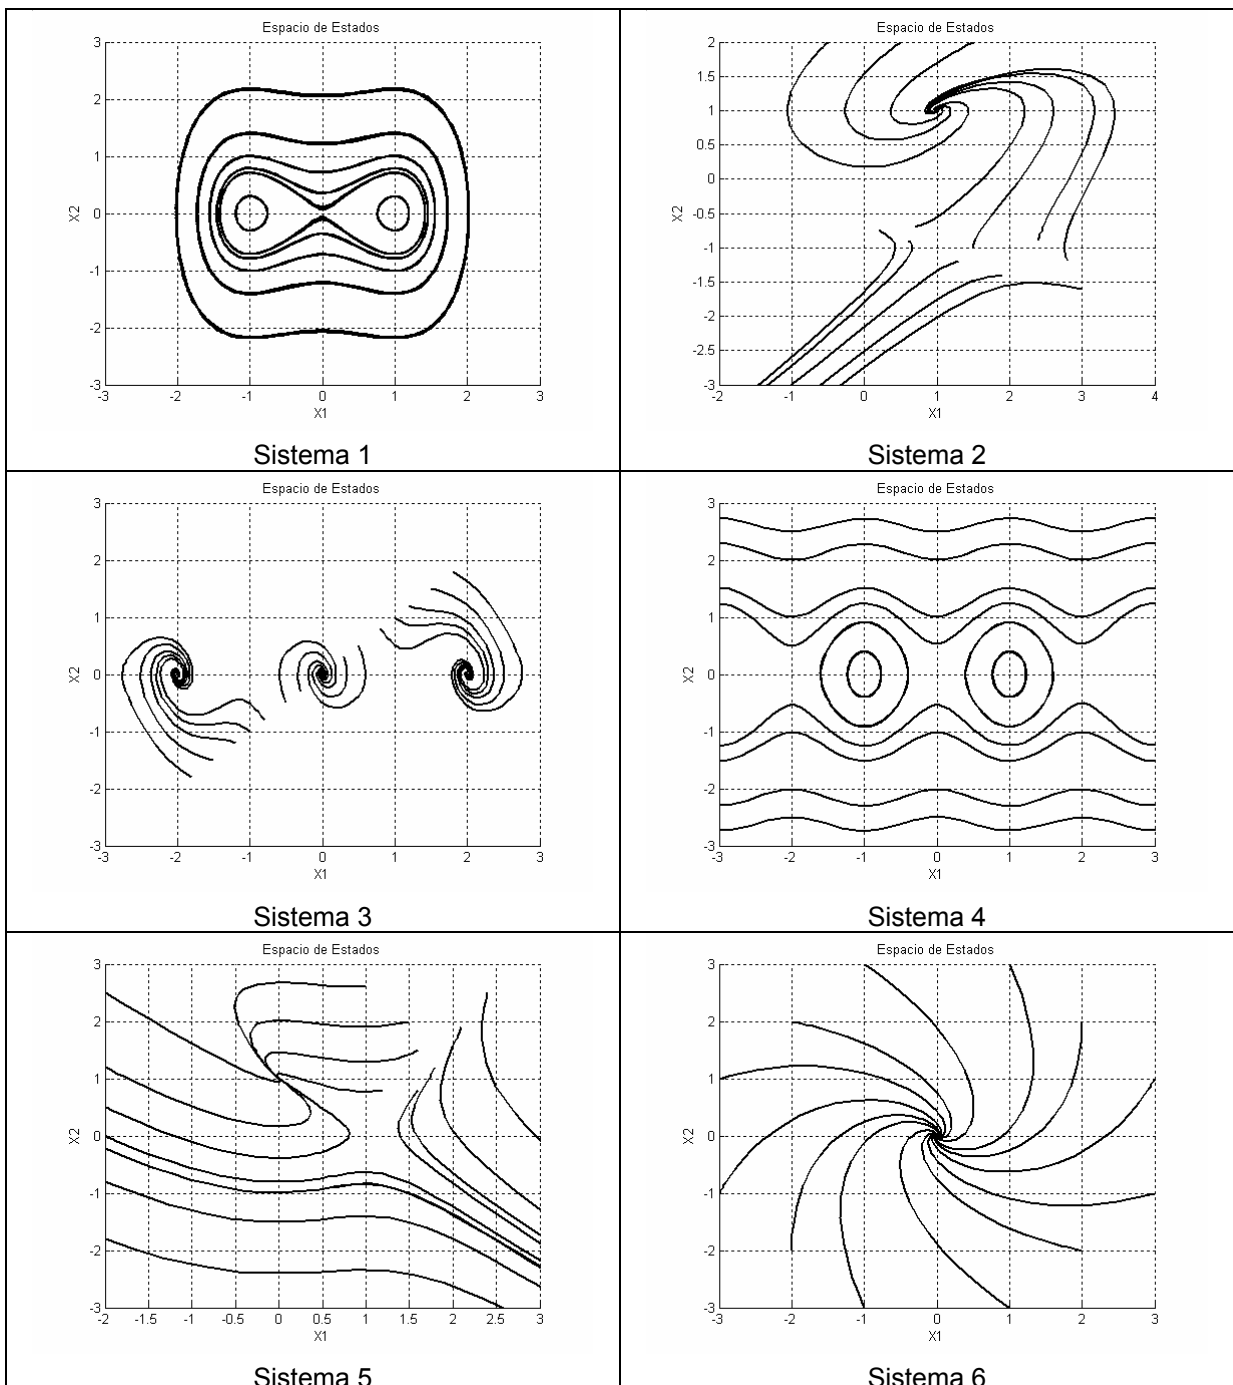 Espacio de Estados
3
2
1
0
-1
-2
-3
X2
-3 -2 -1 0 1 2 3
X1
Sistema 1
Espacio de Estados
2
1.5
1
0.5
0
-0.5
-1
-1.5
-2
-2.5
-3
X2
-2 -1 0 1 2 3 4
X1
Sistema 2
Espacio de Estados
3
2
1
0
-1
-2
-3
X2
-3 -2 -1 0 1 2 3
X1
Sistema 3
Espacio de Estados
3
2
1
0
-1
-2
-3
X2
-3 -2 -1 0 1 2 3
X1
Sistema 4
Espacio de Estados
3
2
1
0
-1
-2
-3
X2
-2 -1.5 -1 -0.5 0 0.5 1 1.5 2 2.5 3
X1
Sistema 5
Espacio de Estados
3
2
1
0
-1
-2
-3
X2
-3 -2 -1 0 1 2 3
X1
Sistema 6